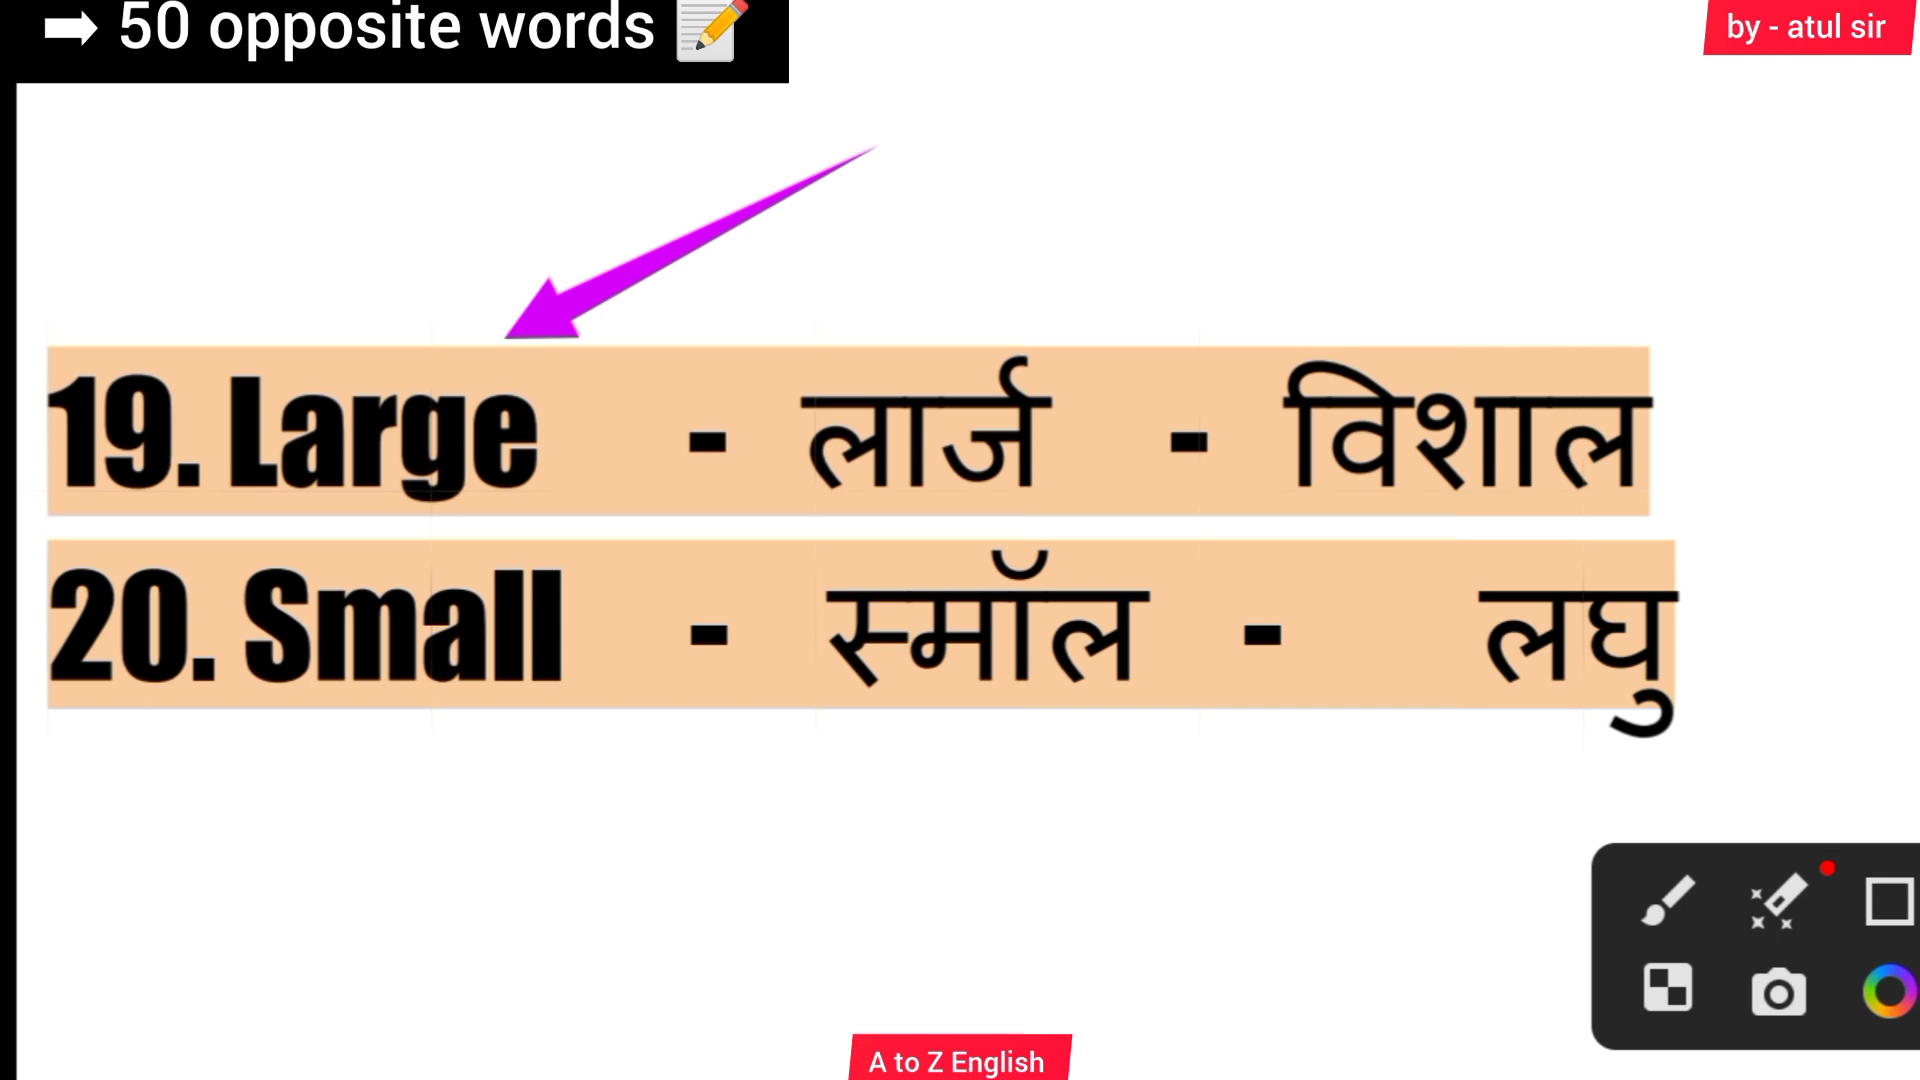 ➡ 50 opposite words 📝
by - atul sir
19. Large - लार्ज - विशाल
20. Small - स्मॉल - लघु
A to Z English